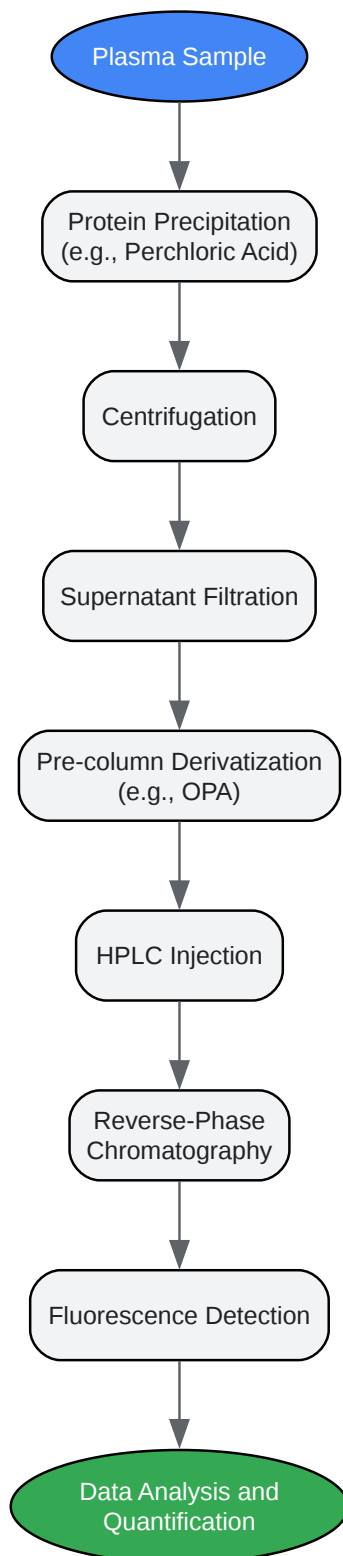 Plasma Sample
Protein Precipitation
(e.g., Perchloric Acid)
Centrifugation
Supernatant Filtration
Pre-column Derivatization
(e.g., OPA)
HPLC Injection
Reverse-Phase
Chromatography
Fluorescence Detection
Data Analysis and
Quantification